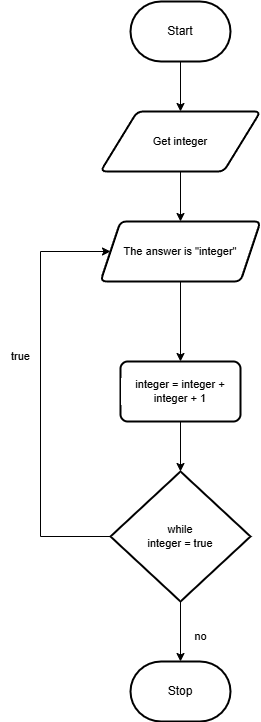 Start
Get integer
The answer is "integer"
true
integer = integer +
integer + 1
while
integer = true
no
Stop